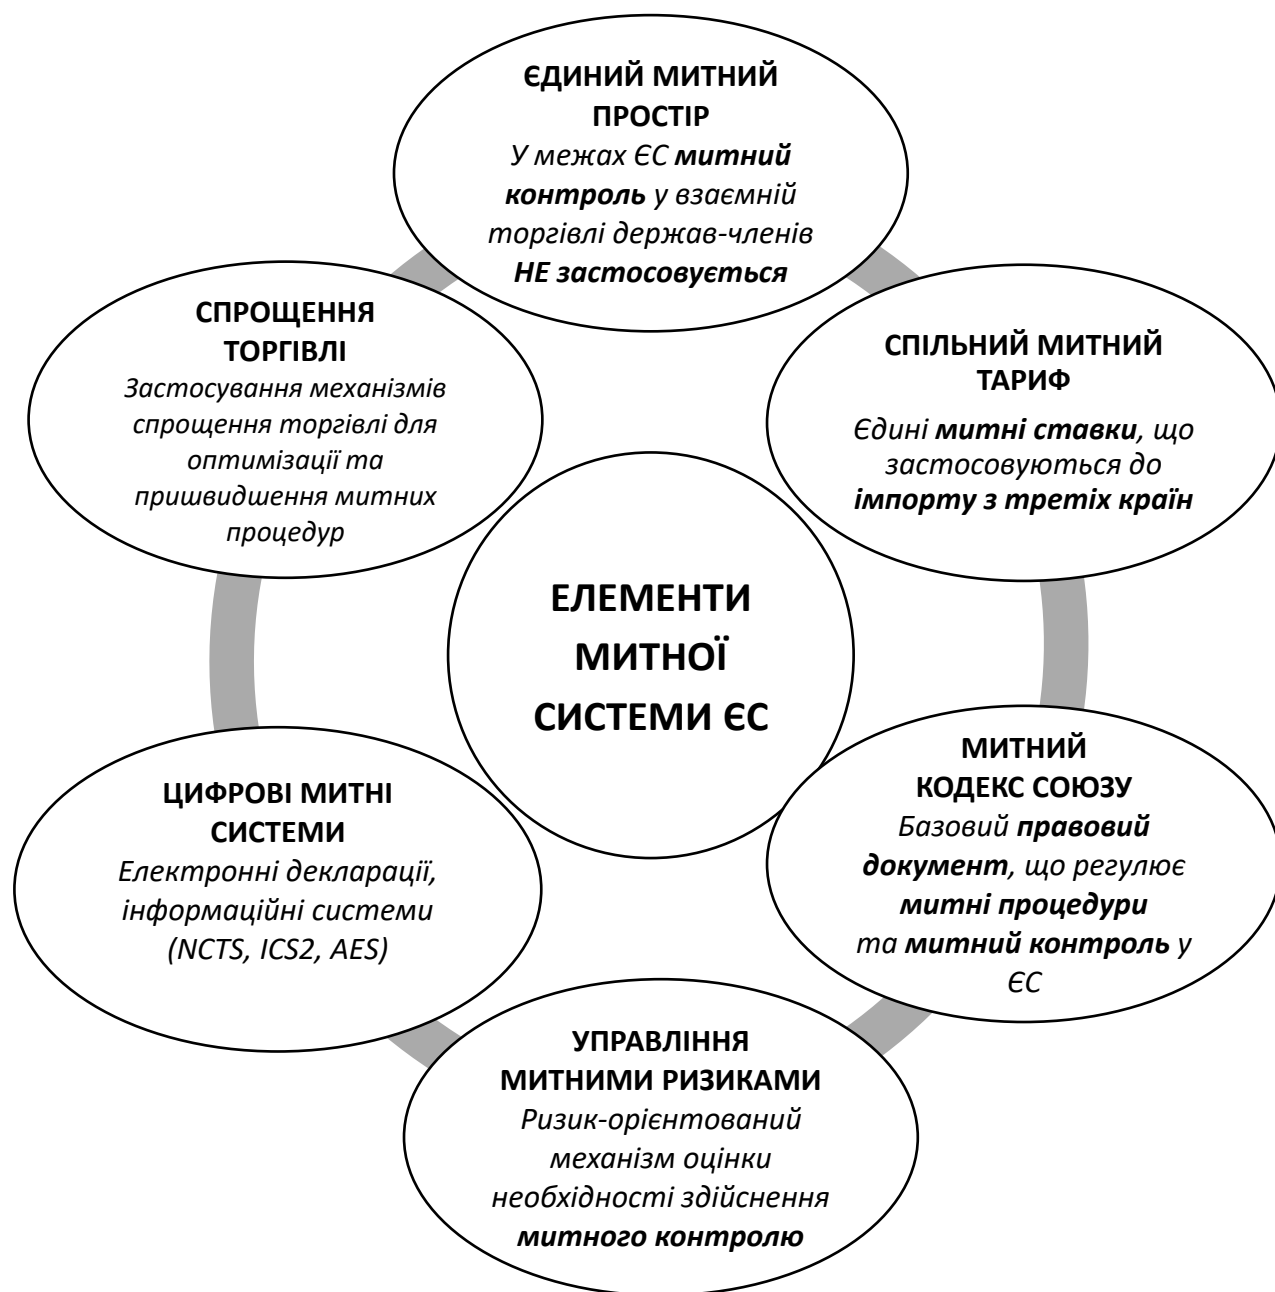 ЄДИНИЙ МИТНИЙ
ПРОСТІР
У межах ЄС митний
контроль у взаємній
торгівлі держав-членів
НЕ застосовується
СПІЛЬНИЙ МИТНИЙ
ТАРИФ
Єдині митні ставки, що
застосовуються до
імпорту з третіх країн
МИТНИЙ
КОДЕКС СОЮЗУ
Базовий правовий
документ, що регулює
митні процедури
та митний контроль у
ЄС
УПРАВЛІННЯ
МИТНИМИ РИЗИКАМИ
Ризик-орієнтований
механізм оцінки
необхідності здійснення
митного контролю
ЦИФРОВІ МИТНІ
СИСТЕМИ
Електронні декларації,
інформаційні системи
(NCTS, ICS2, AES)
СПРОЩЕННЯ
ТОРГІВЛІ
Застосування механізмів
спрощення торгівлі для
оптимізації та
пришвидшення митних
процедур
ЕЛЕМЕНТИ
МИТНОЇ
СИСТЕМИ ЄС